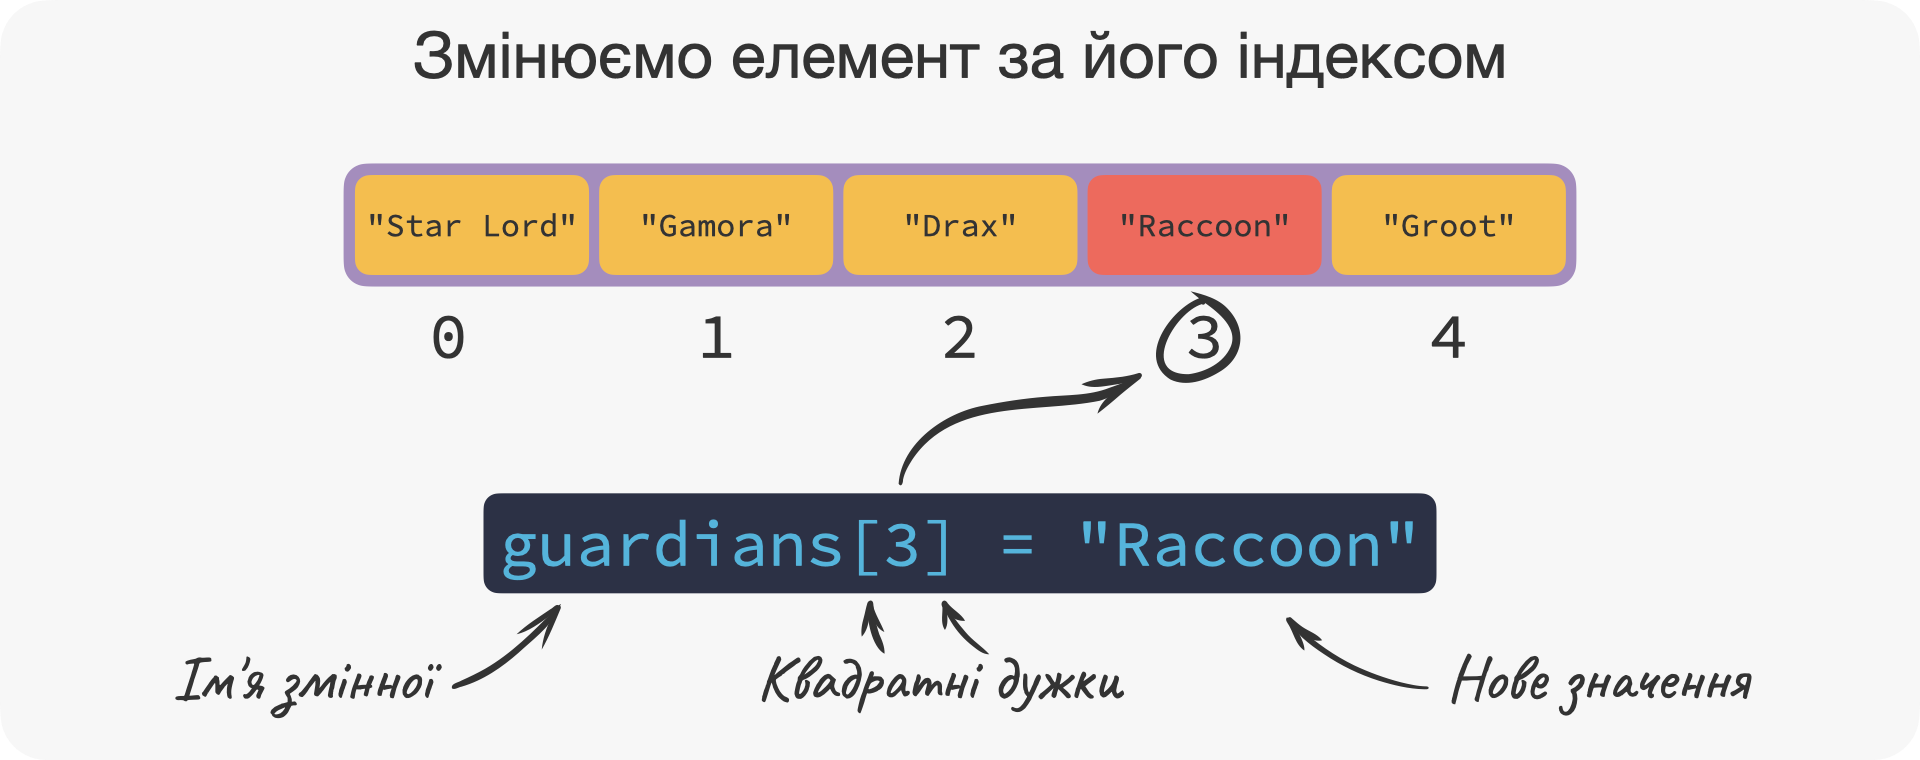 Змінюємо елемент за його індексом
"Star Lord" "Gamora" "Drax" "Raccoon" "Groot"
0 1 2 3 4
guardians[3] = "Raccoon"
Ім'я змінної Квадратні дужки Нове значення